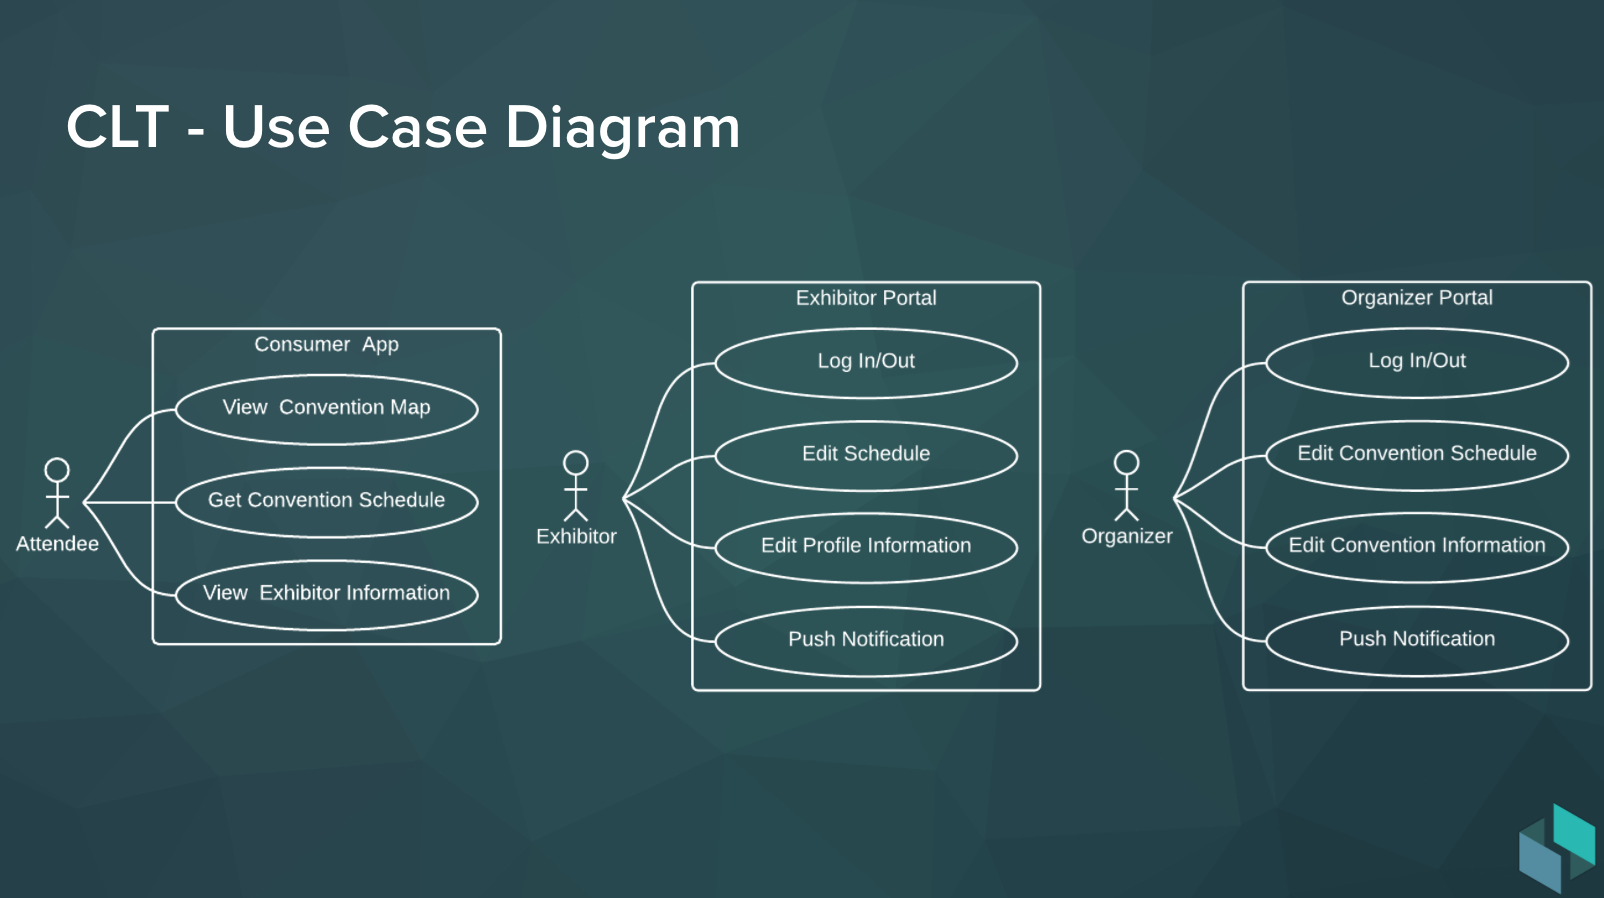 CLT - Use Case Diagram
Consumer App
View Convention Map
Get Convention Schedule
View Exhibitor Information
Attendee
Exhibitor Portal
Log In/Out
Edit Schedule
Edit Profile Information
Push Notification
Exhibitor
Organizer Portal
Log In/Out
Edit Convention Schedule
Edit Convention Information
Push Notification
Organizer